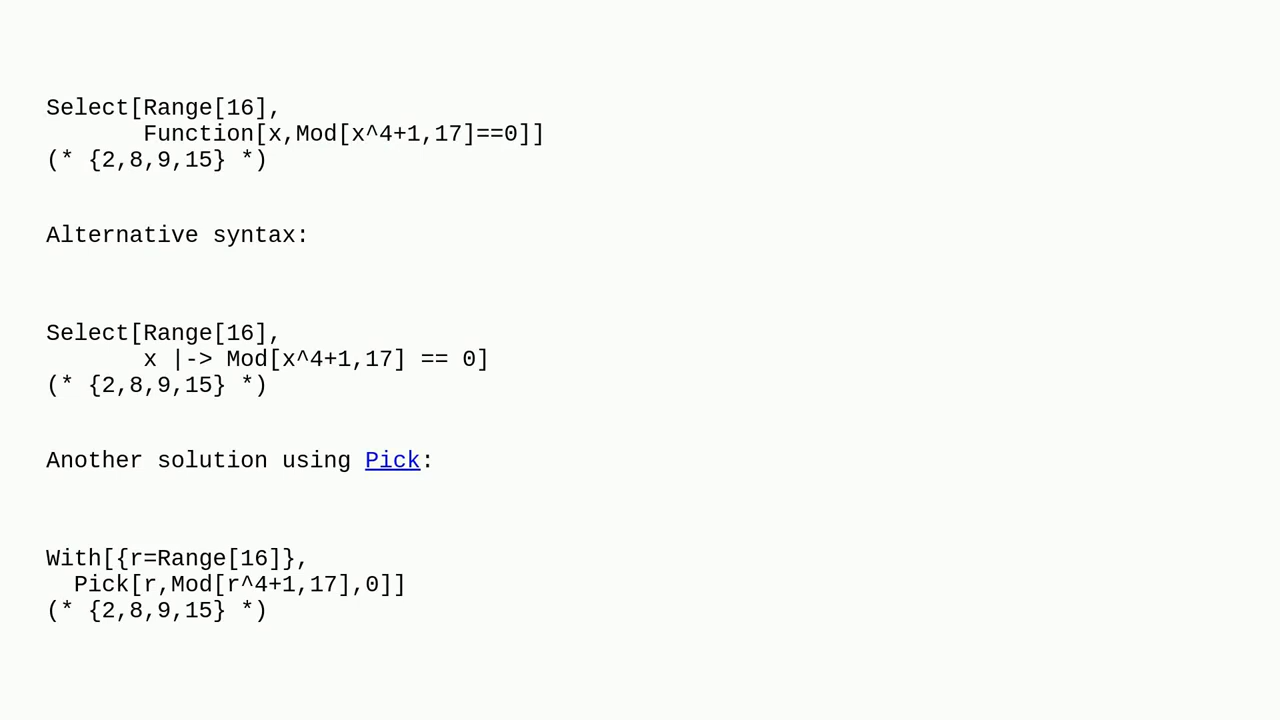 Select[Range[16],
       Function[x,Mod[x^4+1,17]==0]]
(* {2,8,9,15} *)
Alternative syntax:
Select[Range[16],
       x |-> Mod[x^4+1,17] == 0]
(* {2,8,9,15} *)
Another solution using Pick:
With[{r=Range[16]},
  Pick[r,Mod[r^4+1,17],0]]
(* {2,8,9,15} *)